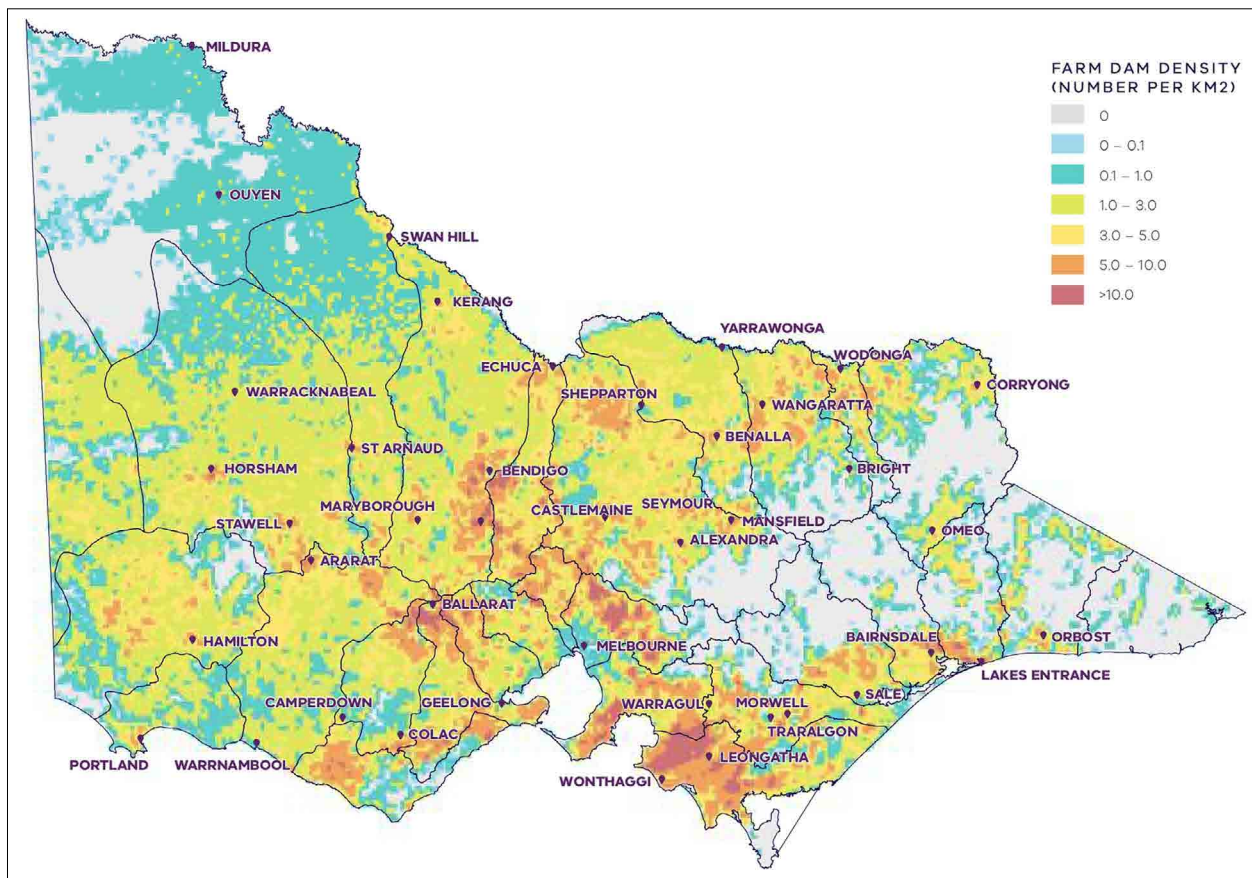 MILDURA
FARM DAM DENSITY
(NUMBER PER KM2)
0
0 – 0.1
0.1 – 1.0
1.0 – 3.0
3.0 – 5.0
5.0 – 10.0
>10.0
OUYEN
SWAN HILL
KERANG
YARRAWONGA
WODONGA
ECHUCA
CORRYONG
WARRACKNABEAL
SHEPPARTON
WANGARATTA
BENALLA
ST ARNAUD
HORSHAM
BENDIGO
BRIGHT
MARYBOROUGH
CASTLEMAINE
SEYMOUR
STAWELL
MANSFIELD
OMEO
ALEXANDRA
ARARAT
BALLARAT
HAMILTON
MELBOURNE
BAIRNSDALE
ORBOST
LAKES ENTRANCE
CAMPERDOWN
GEELONG
WARRAGUL
MORWELL
SALE
TRARALGON
COLAC
PORTLAND
WARRNAMBOOL
LEONGATHA
WONTHAGGI